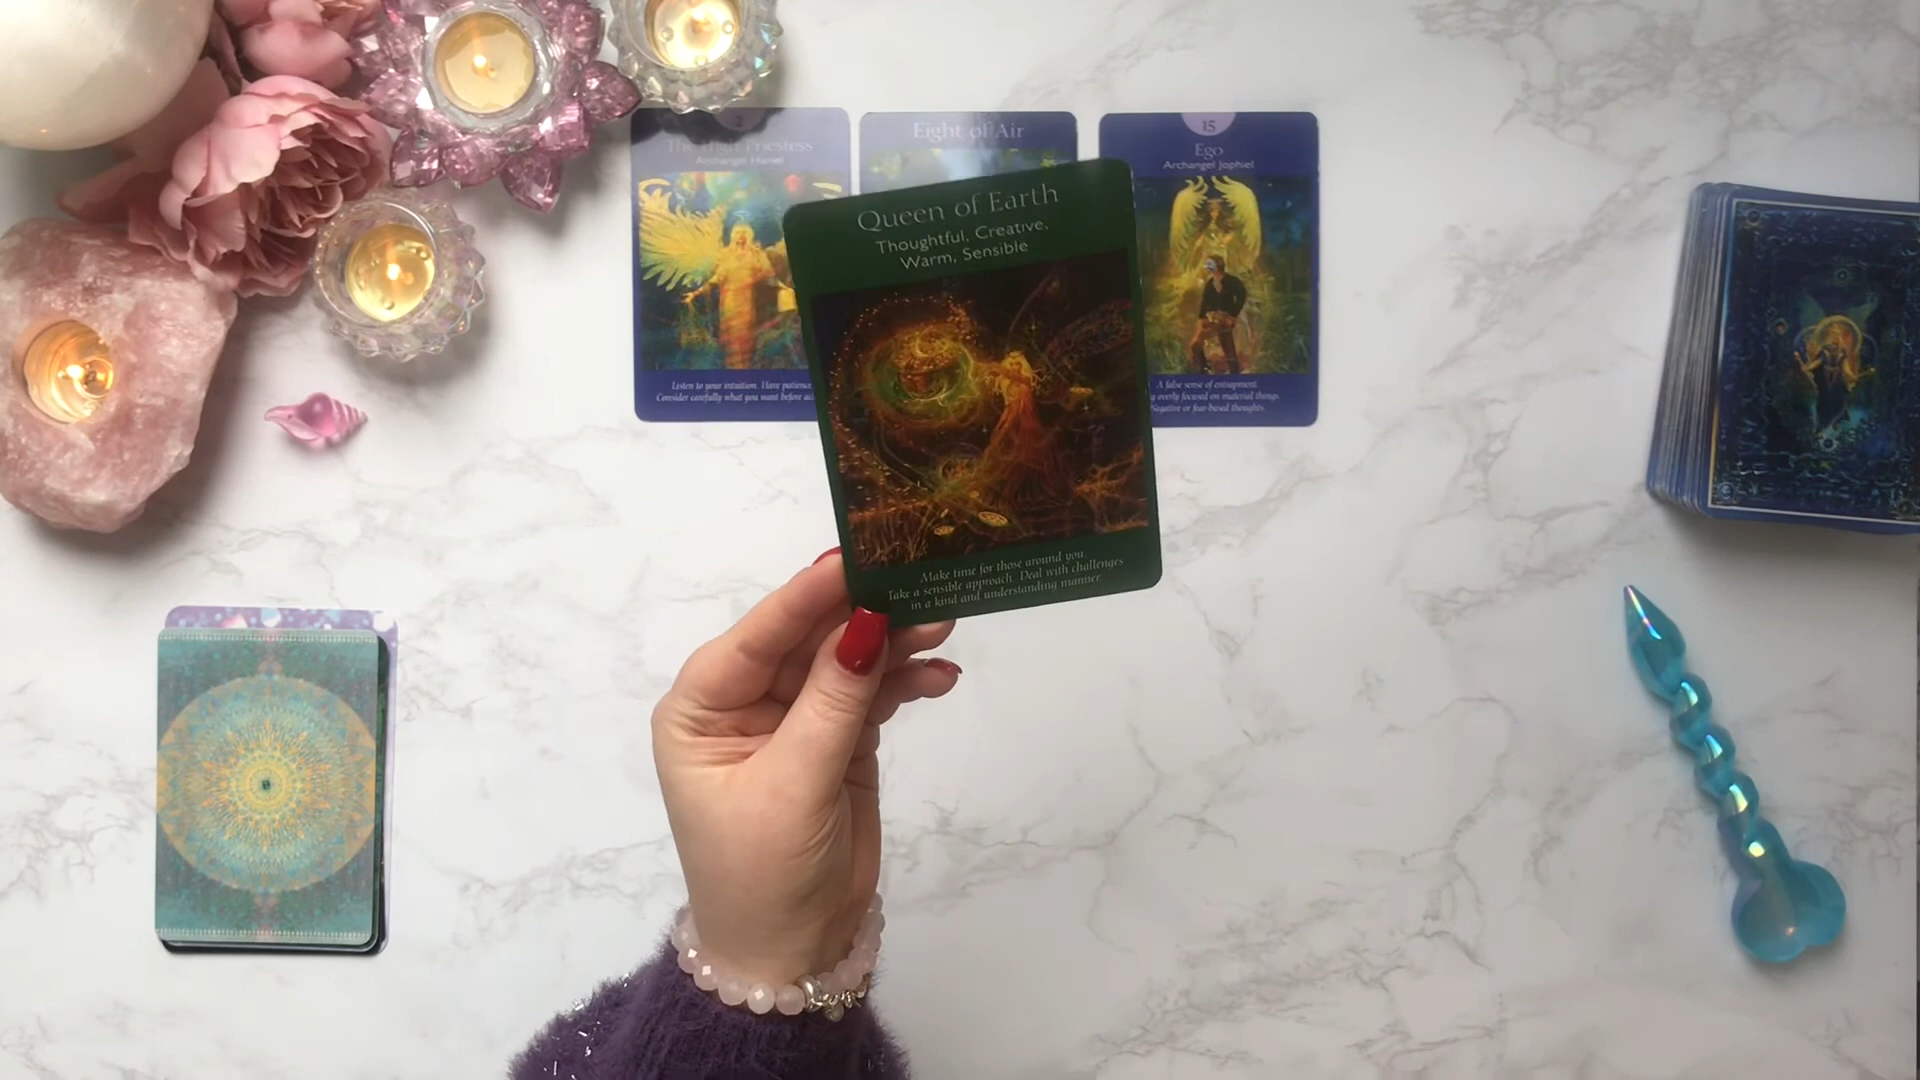 2
The High Priestess
Archangel Haniel
Listen to your intuition. Have patience.
Consider carefully what you want before
Eight of Air
15
Ego
Archangel Jophiel
A false sense of entrapment.
overly focused on material things.
Negative or fear-based thoughts.
Queen of Earth
Thoughtful, Creative,
Warm, Sensible
Make time for those around you.
Take a sensible approach. Deal with challenges
in a kind and understanding manner.